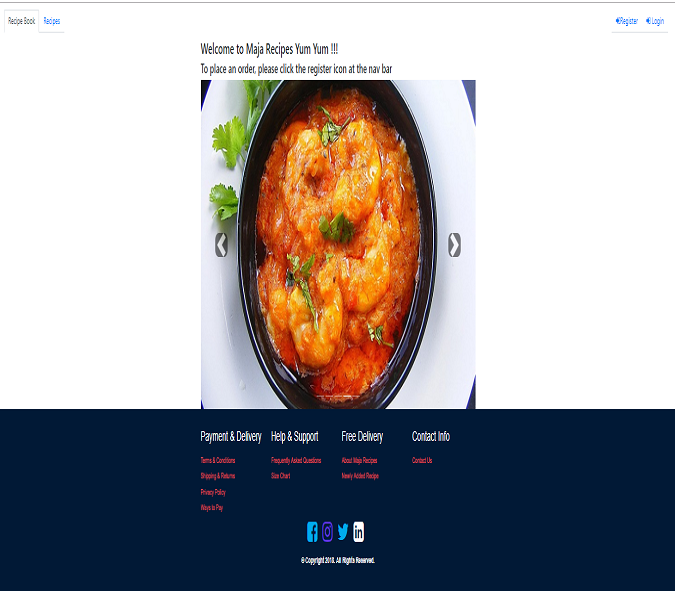 Recipe Book Recipes Register Login
Welcome to Maja Recipes Yum Yum !!!
To place an order, please click the register icon at the nav bar
Payment & Delivery Help & Support Free Delivery Contact Info
Terms & Conditions Frequently Asked Questions About Maja Recipes Contact Us
Shipping & Returns Size Chart Newly Added Recipe
Privacy Policy
Ways to Pay
© Copyright 2018. All Rights Reserved.